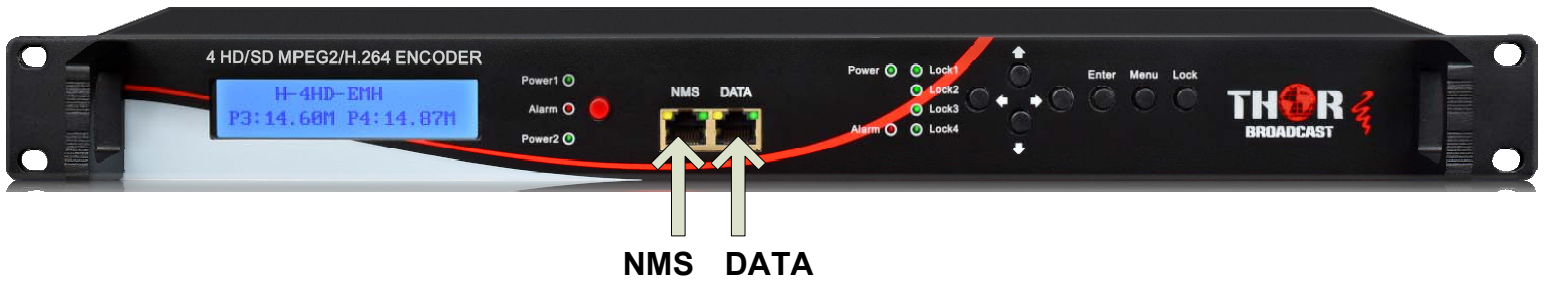 4 HD/SD MPEG2/H.264 ENCODER
H-4HD-EMH
P3:14.60M P4:14.87M
Power1
Alarm
Power2
NMS DATA
Power Lock1
Lock2
Lock3
Alarm Lock4
Enter Menu Lock
THOR
BROADCAST
NMS DATA